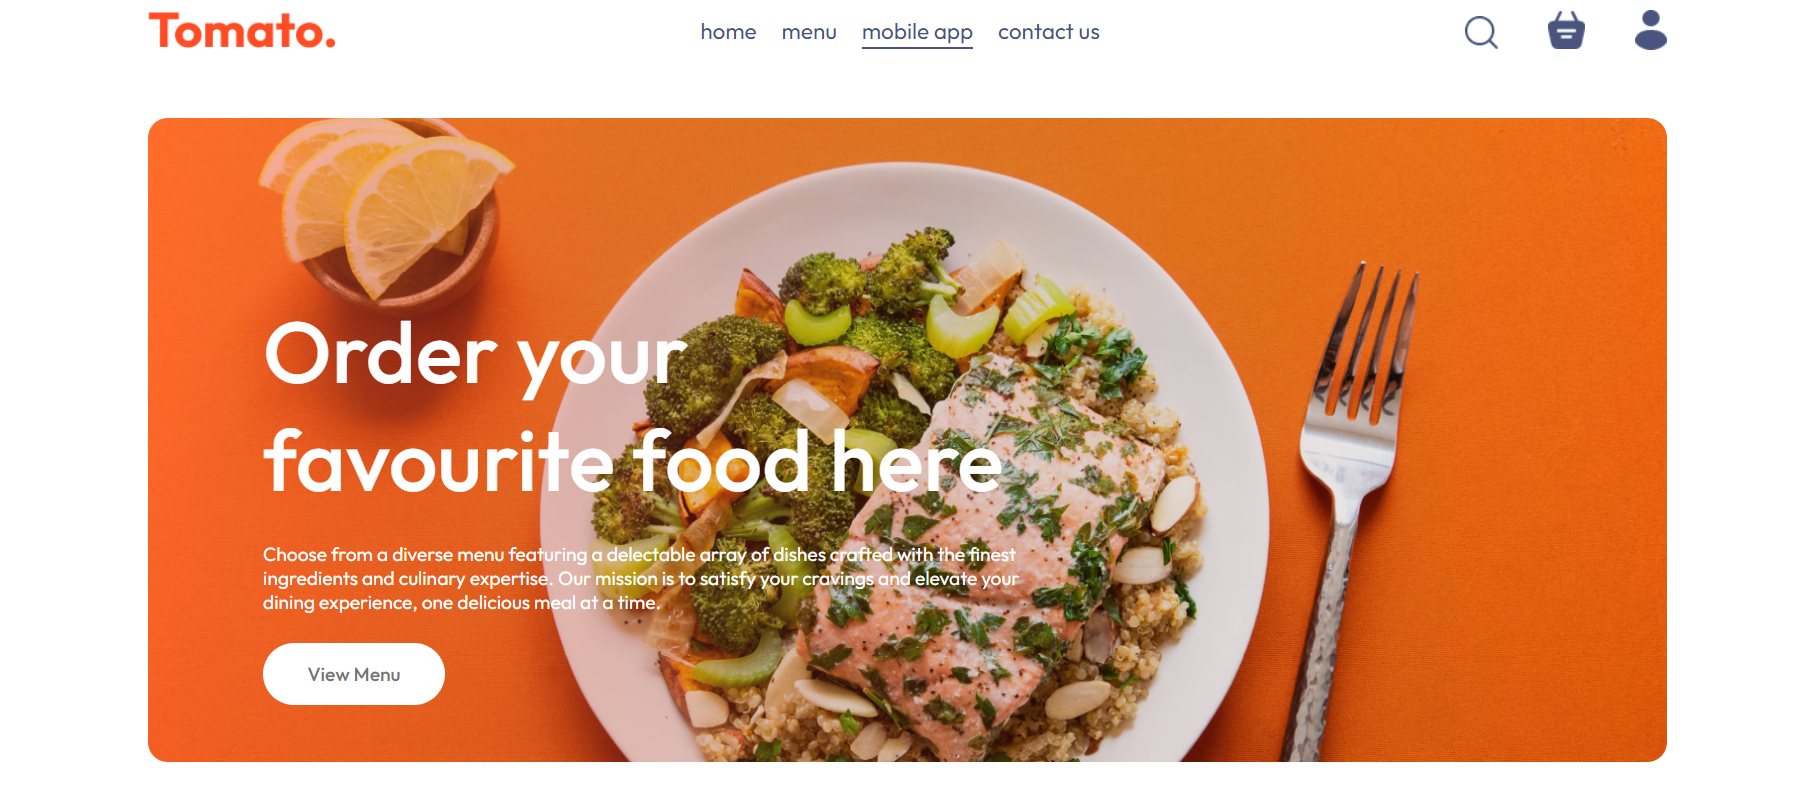 Tomato.
home menu mobile app contact us
Order your
favourite food here
Choose from a diverse menu featuring a delectable array of dishes crafted with the finest
ingredients and culinary expertise. Our mission is to satisfy your cravings and elevate your
dining experience, one delicious meal at a time.
View Menu